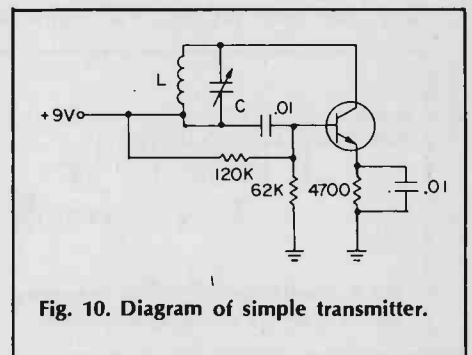 L
C
.01
+9V
120K
62K
4700
.01
Fig. 10. Diagram of simple transmitter.